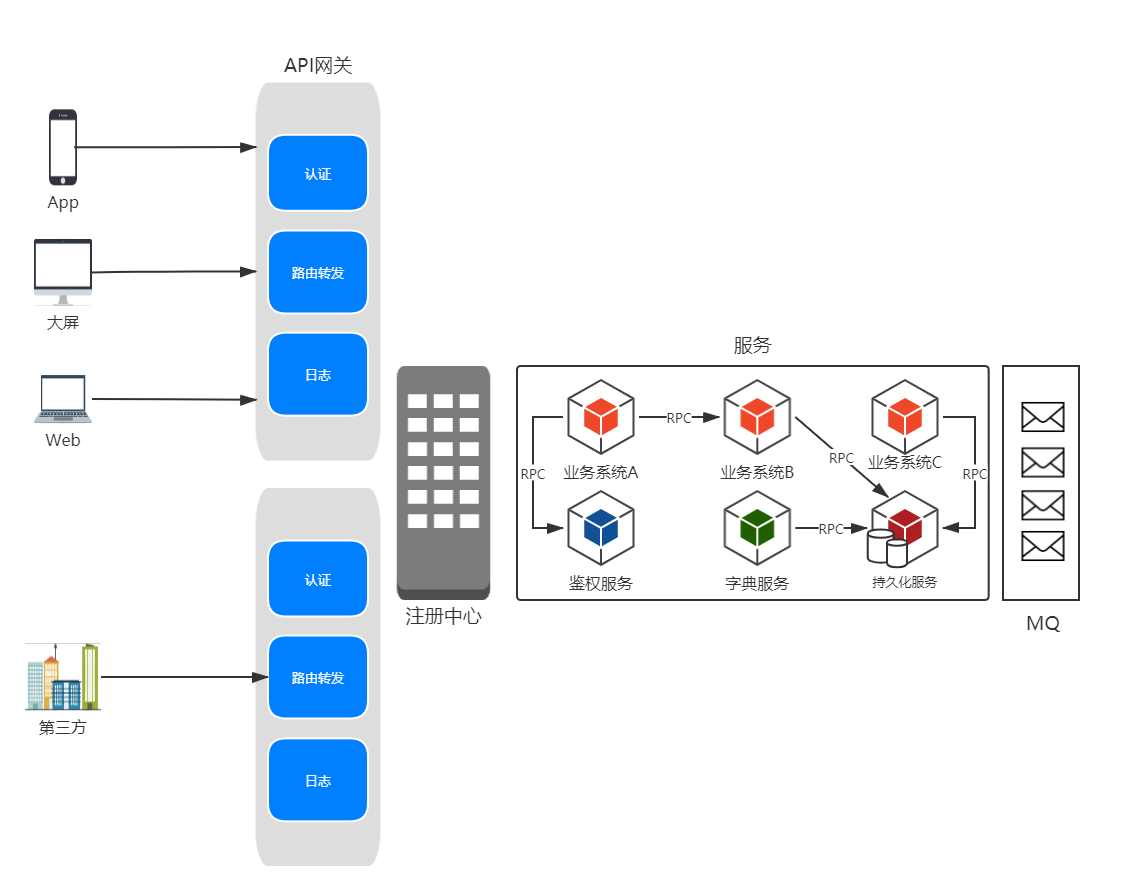 API网关
App
大屏
Web
认证
路由转发
日志
认证
路由转发
日志
第三方
注册中心
服务
RPC
RPC
RPC
RPC
RPC
业务系统A
业务系统B
业务系统C
鉴权服务
字典服务
持久化服务
MQ